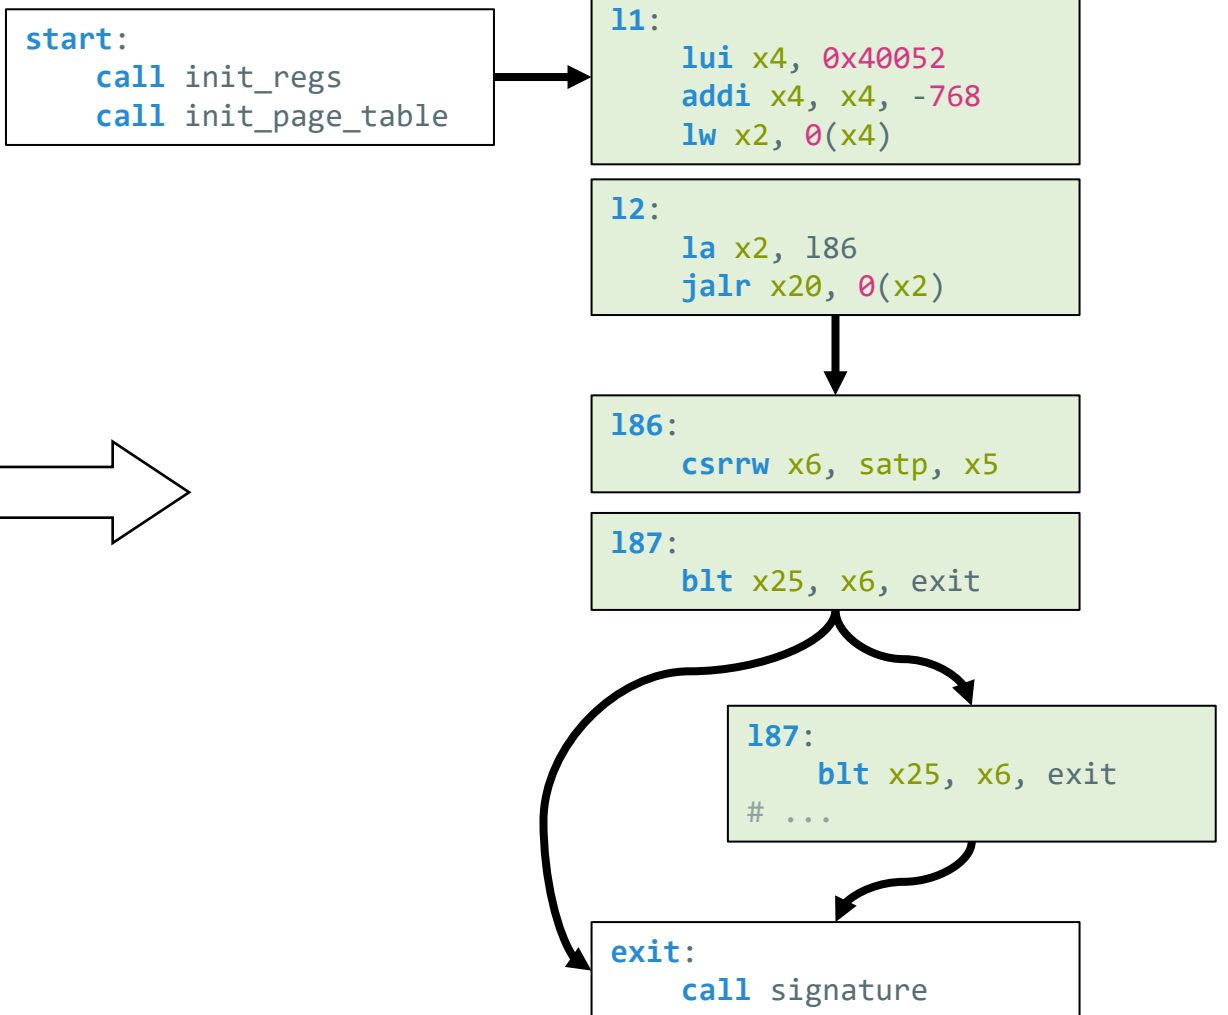 start:
call init_regs
call init_page_table
l1:
lui x4, 0x40052
addi x4, x4, -768
lw x2, 0(x4)
l2:
la x2, l86
jalr x20, 0(x2)
l86:
csrrw x6, satp, x5
l87:
blt x25, x6, exit
l87:
blt x25, x6, exit
# ...
exit:
call signature